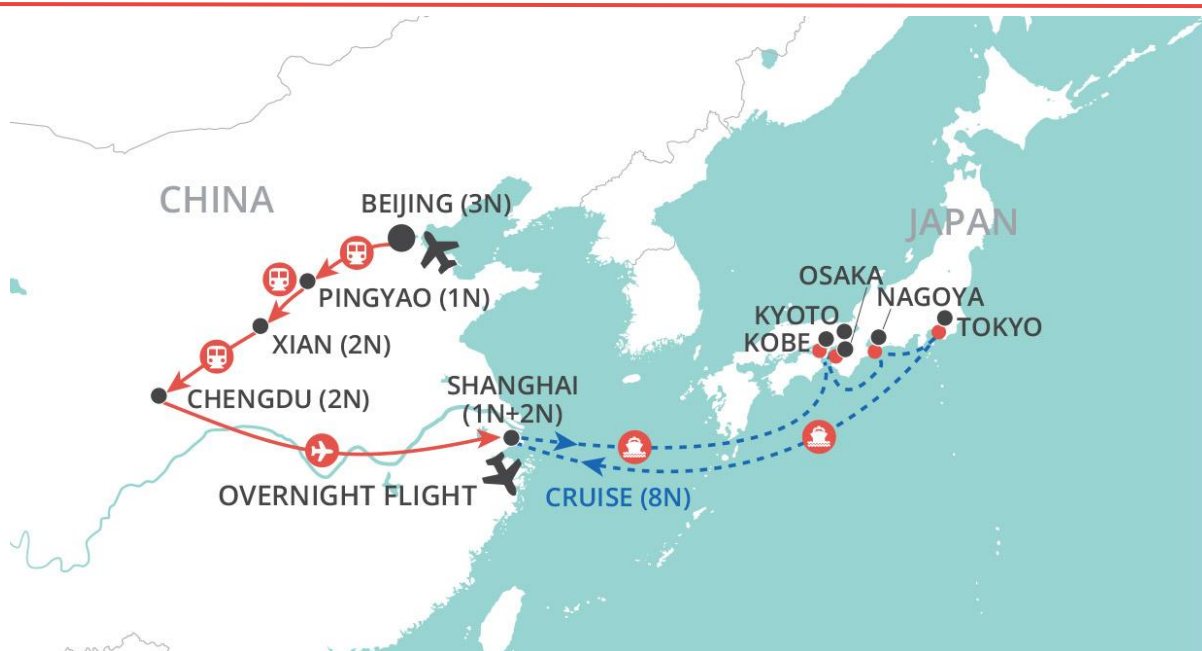 CHINA
BEIJING (3N)
PINGYAO (1N)
XIAN (2N)
CHENGDU (2N)
SHANGHAI
(1N+2N)
OVERNIGHT FLIGHT
CRUISE (8N)
JAPAN
OSAKA
NAGOYA
KYOTO
TOKYO
KOBE